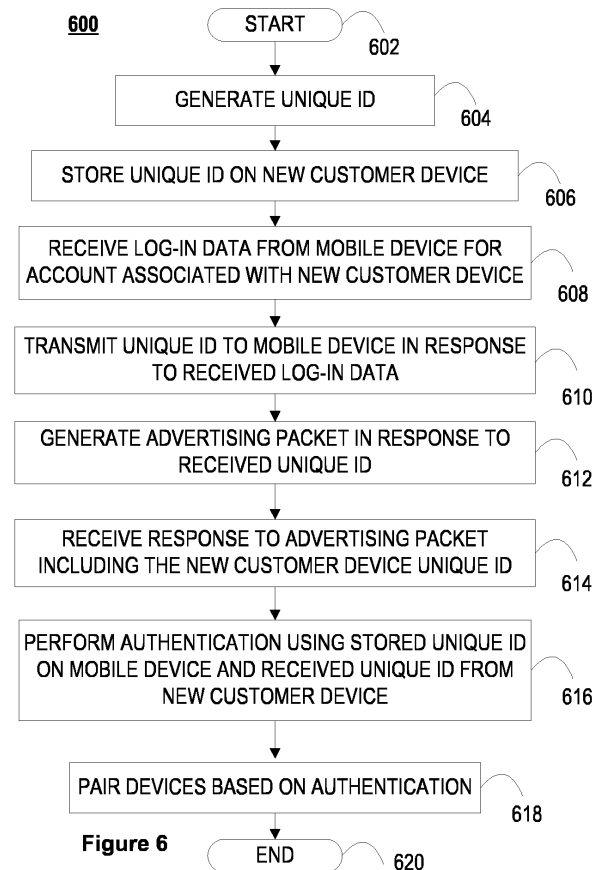 600
START
602
GENERATE UNIQUE ID
604
STORE UNIQUE ID ON NEW CUSTOMER DEVICE
606
RECEIVE LOG-IN DATA FROM MOBILE DEVICE FOR
ACCOUNT ASSOCIATED WITH NEW CUSTOMER DEVICE
608
TRANSMIT UNIQUE ID TO MOBILE DEVICE IN RESPONSE
TO RECEIVED LOG-IN DATA
610
GENERATE ADVERTISING PACKET IN RESPONSE TO
RECEIVED UNIQUE ID
612
RECEIVE RESPONSE TO ADVERTISING PACKET
INCLUDING THE NEW CUSTOMER DEVICE UNIQUE ID
614
PERFORM AUTHENTICATION USING STORED UNIQUE ID
ON MOBILE DEVICE AND RECEIVED UNIQUE ID FROM
NEW CUSTOMER DEVICE
616
PAIR DEVICES BASED ON AUTHENTICATION
618
Figure 6
END
620